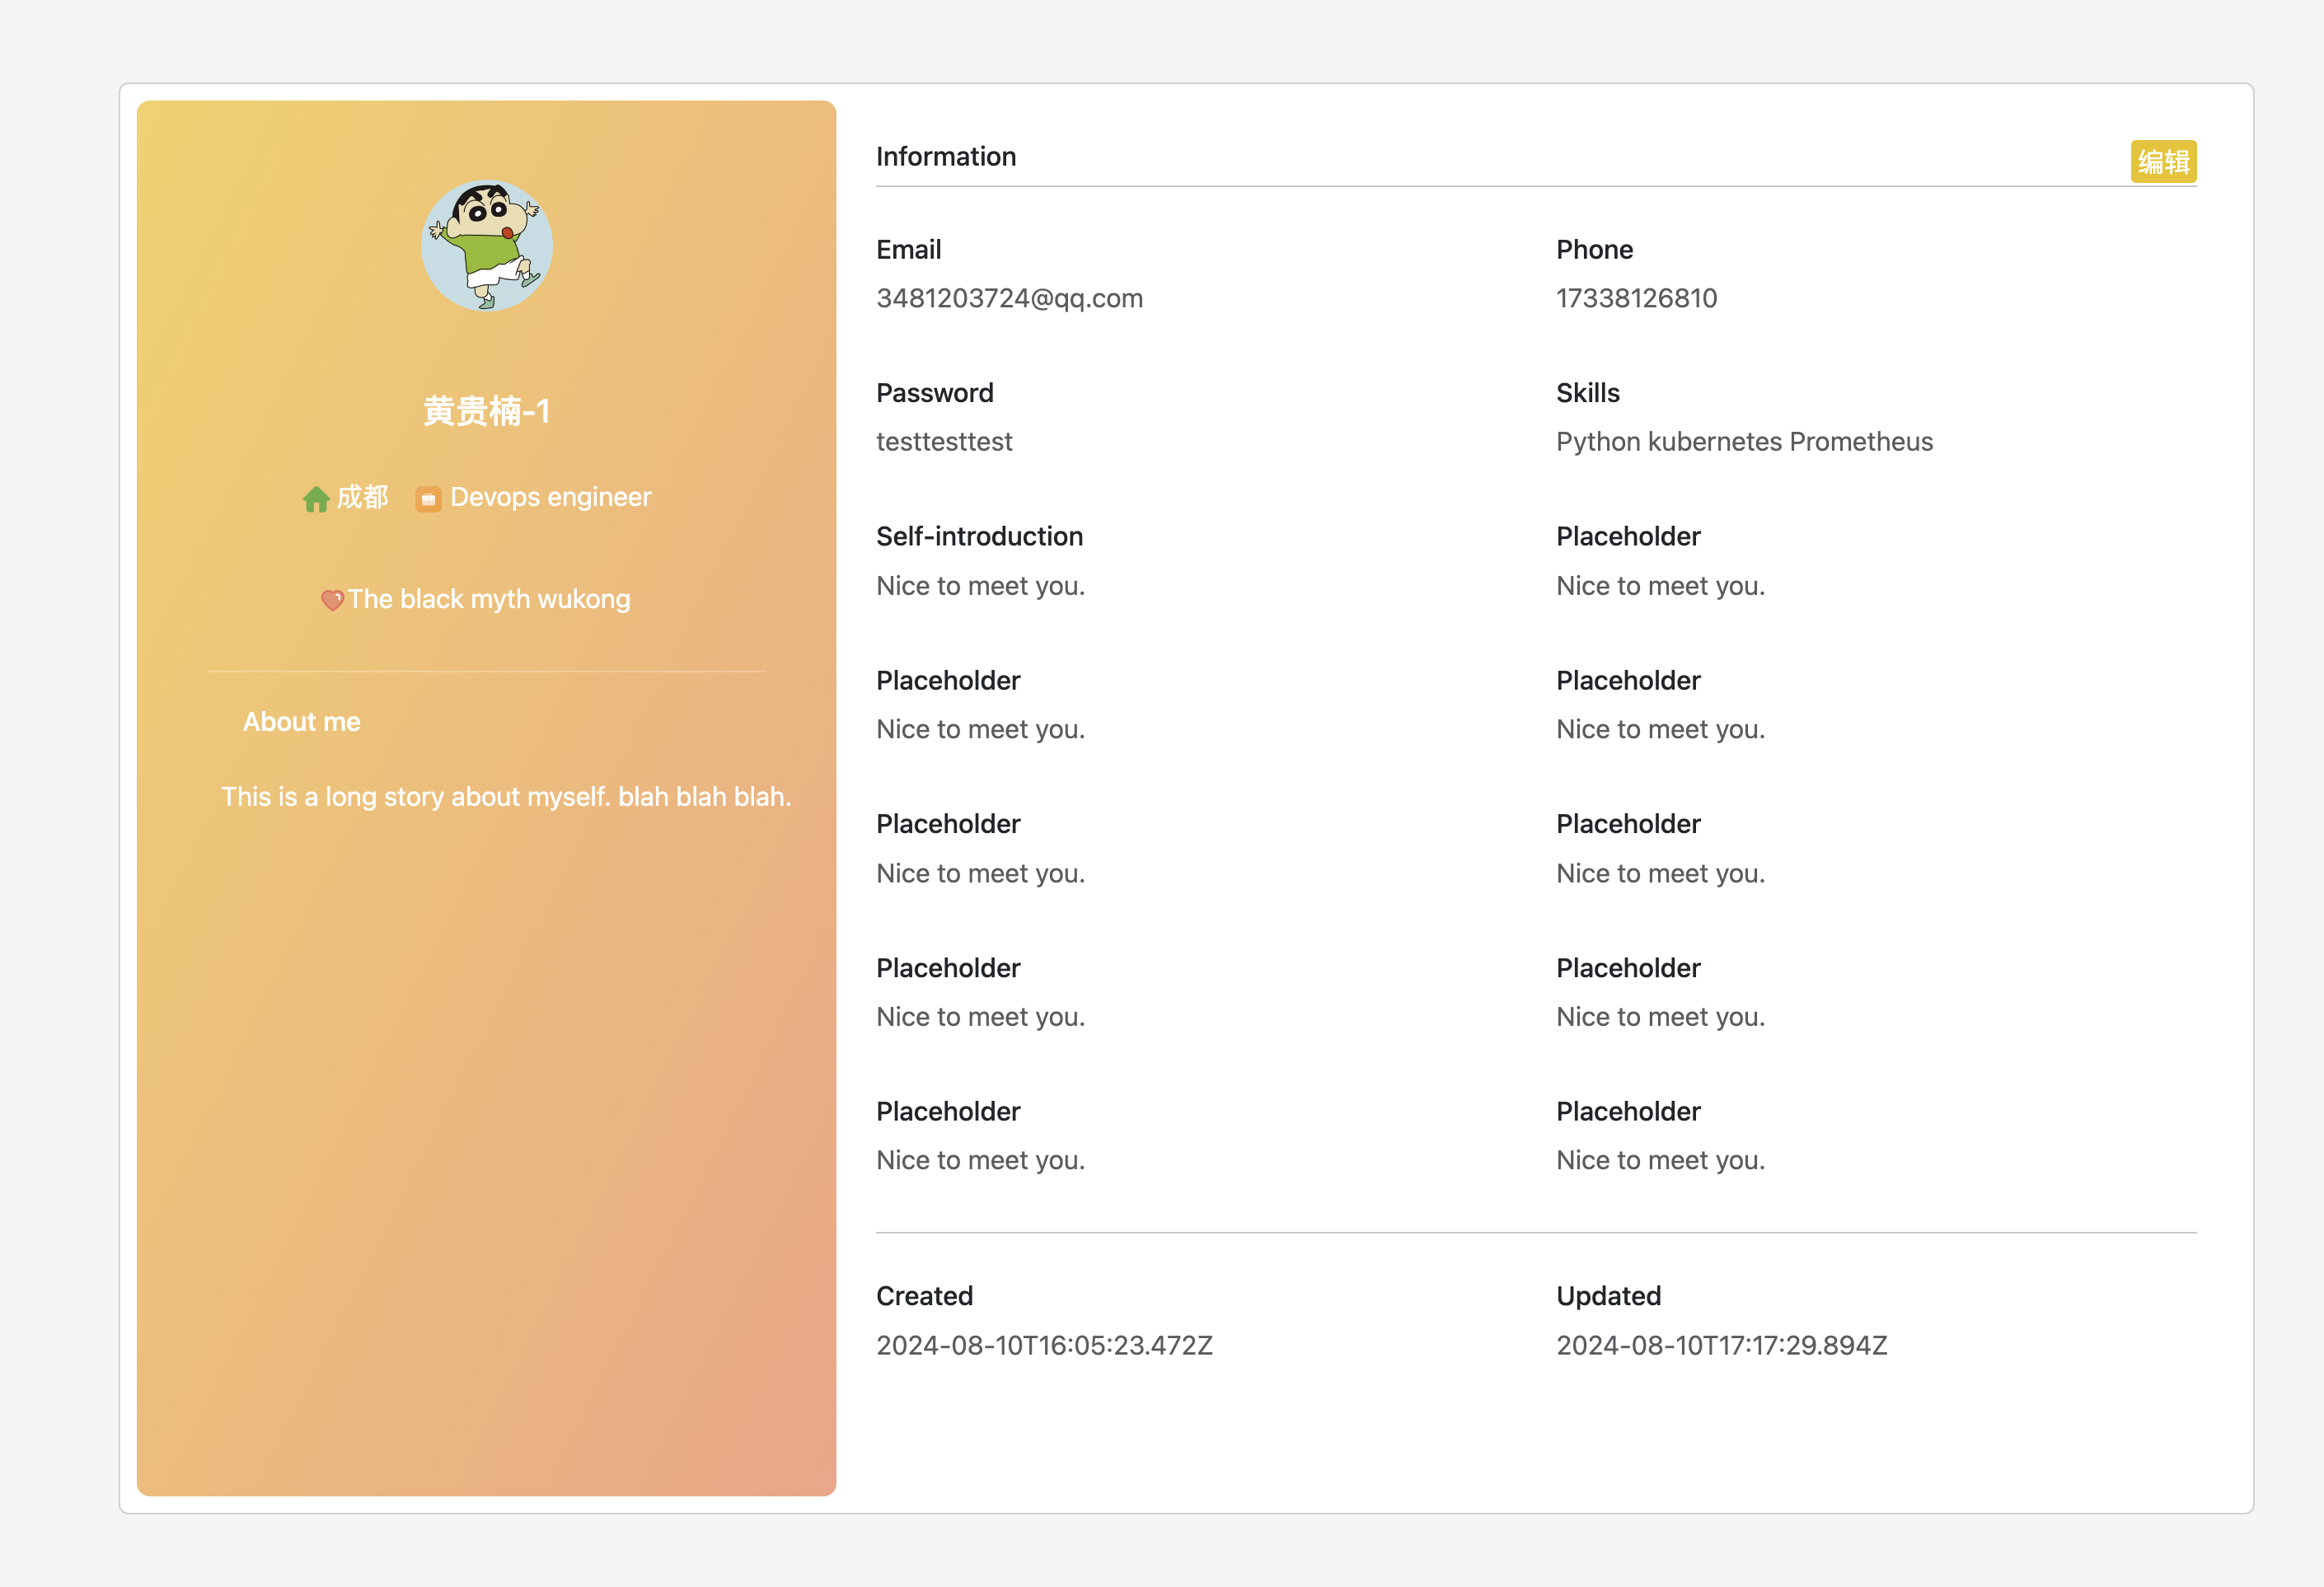 黄贵楠-1
成都 Devops engineer
The black myth wukong
About me
This is a long story about myself. blah blah blah.
Information 编辑
Email Phone
3481203724@qq.com 17338126810
Password Skills
testtesttest Python kubernetes Prometheus
Self-introduction Placeholder
Nice to meet you. Nice to meet you.
Placeholder Placeholder
Nice to meet you. Nice to meet you.
Placeholder Placeholder
Nice to meet you. Nice to meet you.
Placeholder Placeholder
Nice to meet you. Nice to meet you.
Placeholder Placeholder
Nice to meet you. Nice to meet you.
Created Updated
2024-08-10T16:05:23.472Z 2024-08-10T17:17:29.894Z